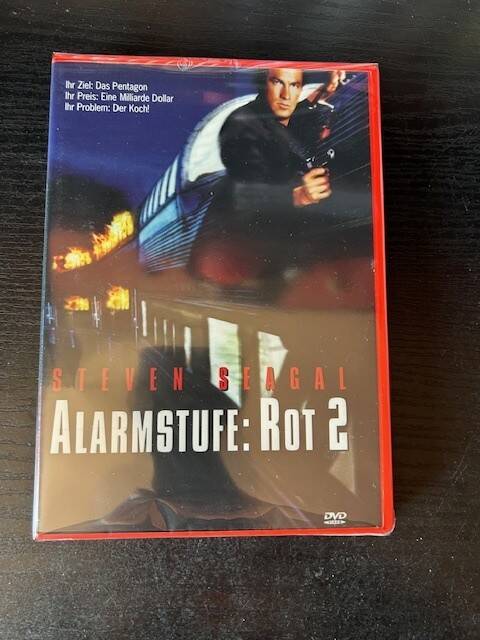 Ihr Ziel: Das Pentagon
Ihr Preis: Eine Milliarde Dollar
Ihr Problem: Der Koch!
STEVEN SEAGAL
ALARMSTUFE: ROT 2
DVD